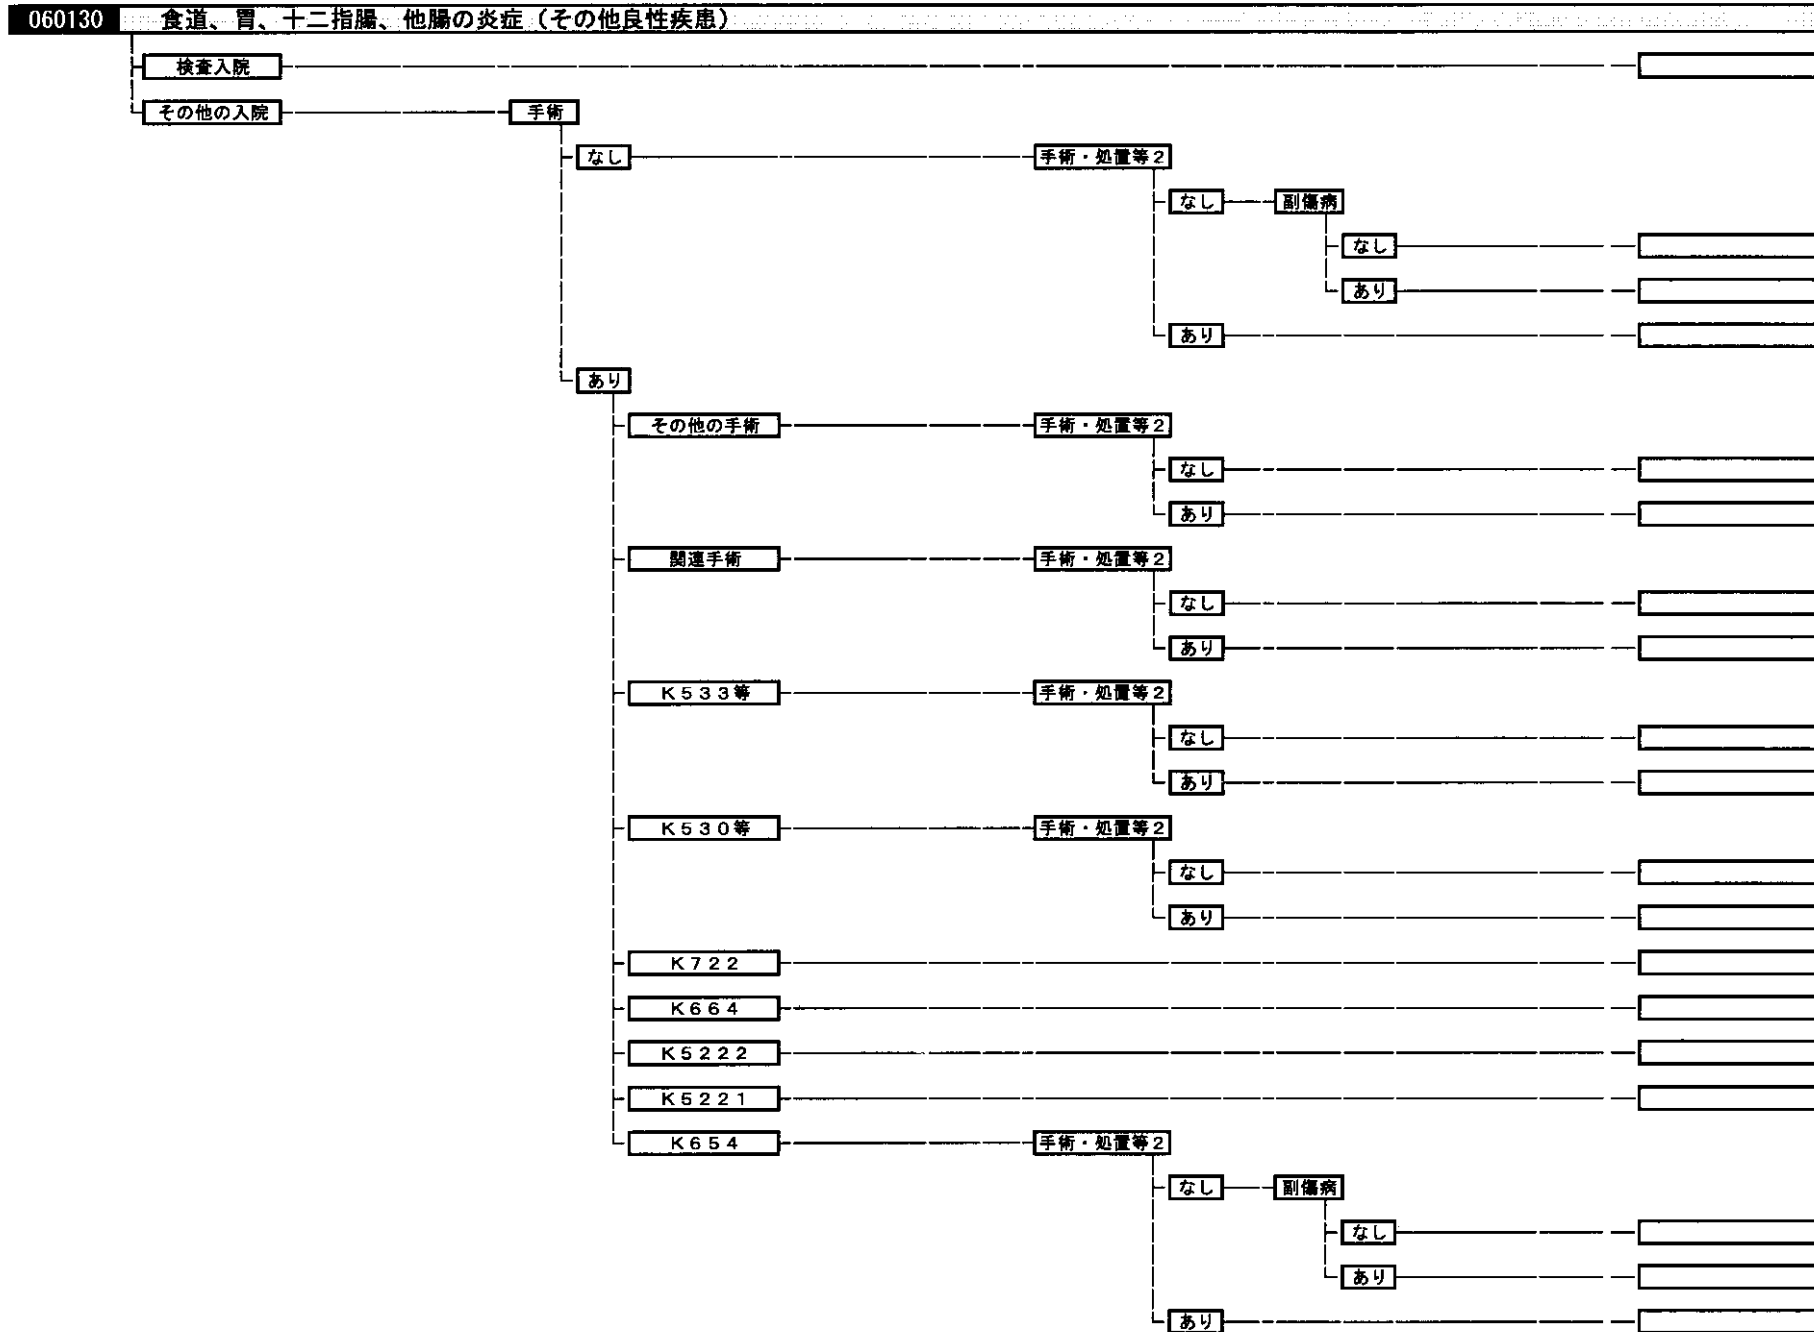 060130 食道、胃、十二指腸、他腸の炎症（その他良性疾患）
検査入院
その他の入院 手術
なし 手術・処置等2
なし 副傷病
なし
あり
あり
あり
その他の手術 手術・処置等2
なし
あり
関連手術 手術・処置等2
なし
あり
K533等 手術・処置等2
なし
あり
K530等 手術・処置等2
なし
あり
K722
K664
K5222
K5221
K654 手術・処置等2
なし 副傷病
なし
あり
あり